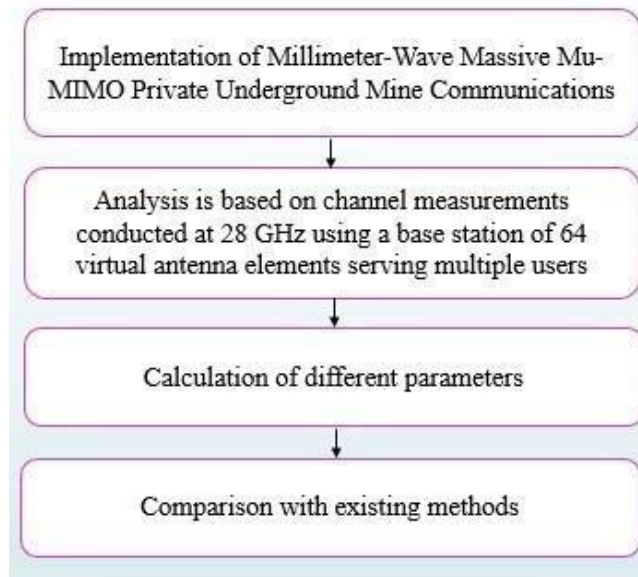 Implementation of Millimeter-Wave Massive Mu-
MIMO Private Underground Mine Communications
Analysis is based on channel measurements
conducted at 28 GHz using a base station of 64
virtual antenna elements serving multiple users
Calculation of different parameters
Comparison with existing methods